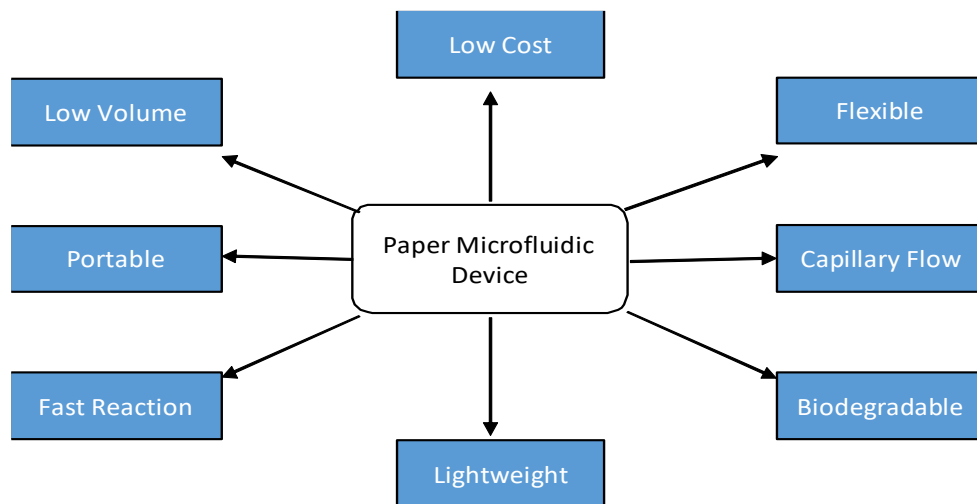 Low Cost
Low Volume
Flexible
Paper Microfluidic
Device
Portable
Capillary Flow
Fast Reaction
Biodegradable
Lightweight